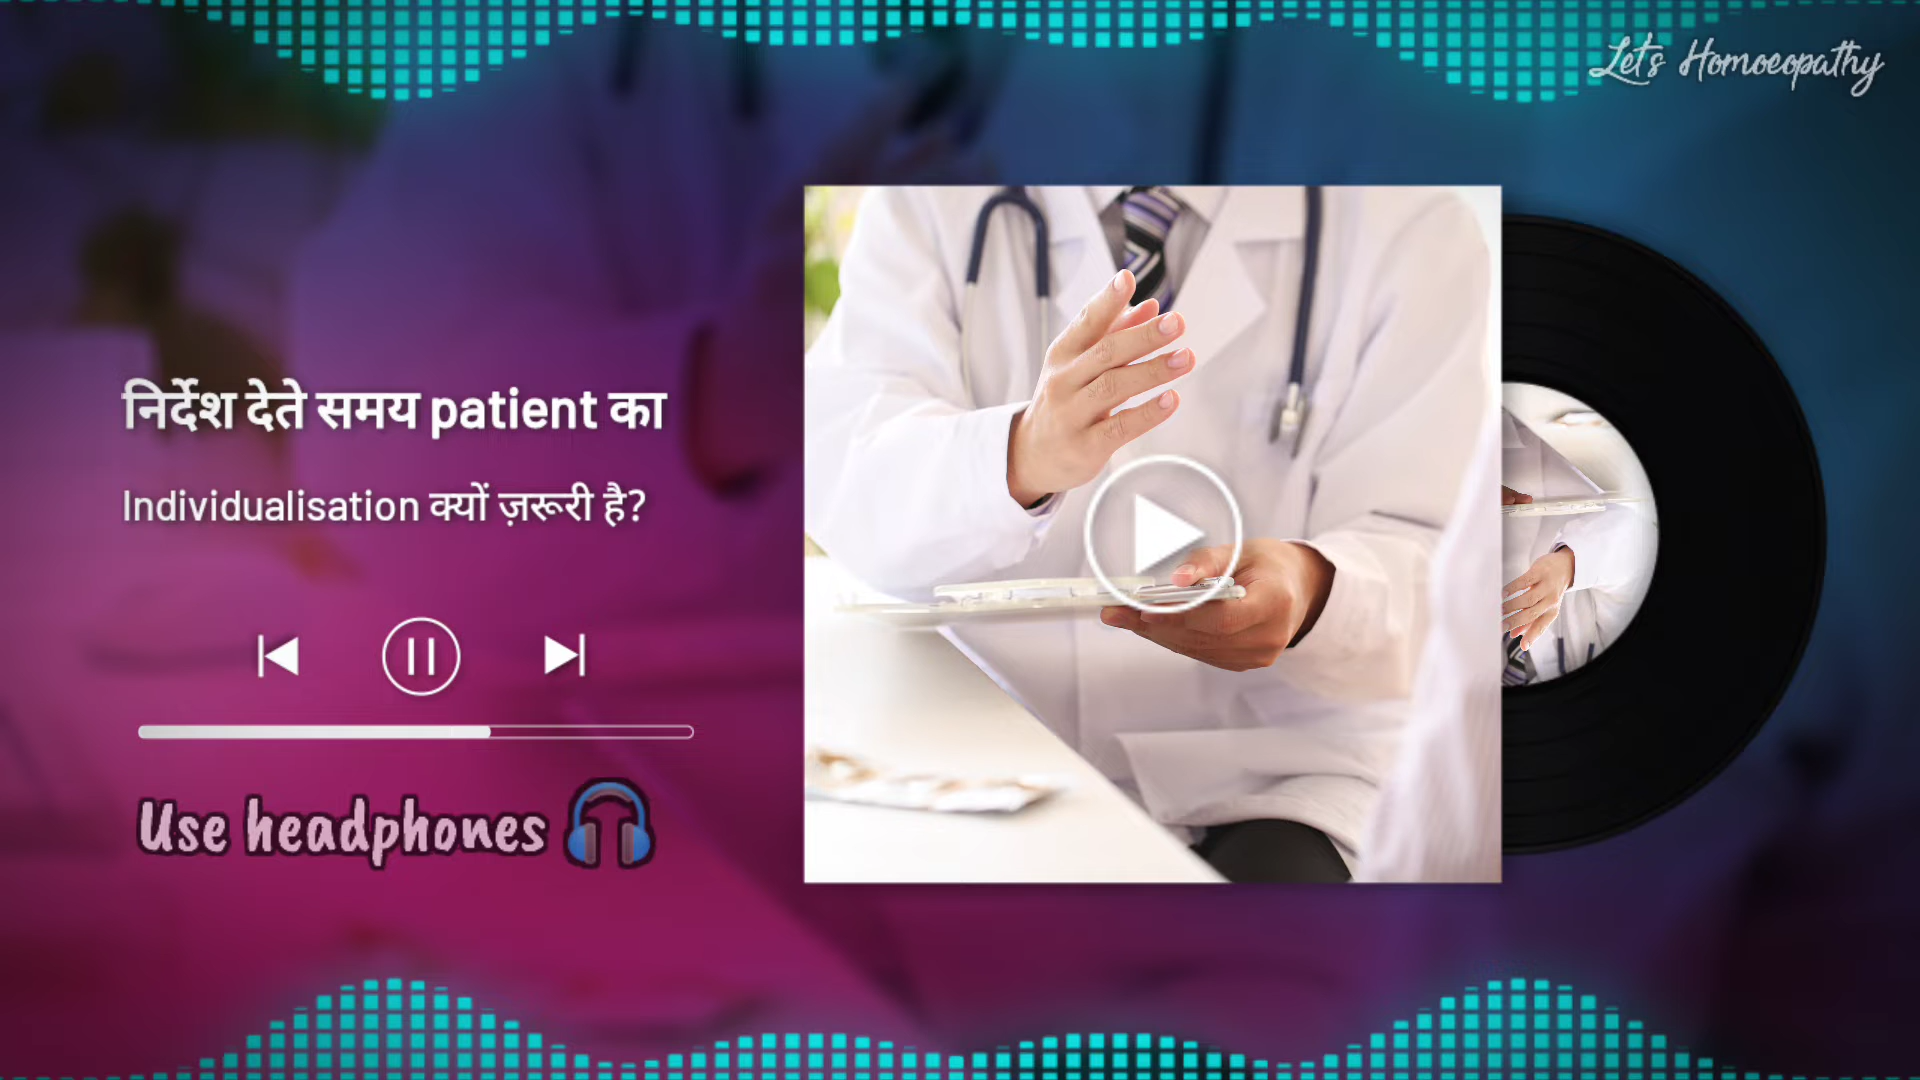 Let's Homoeopathy
निर्देश देते समय patient का
Individualisation क्यों ज़रूरी है?
Use headphones